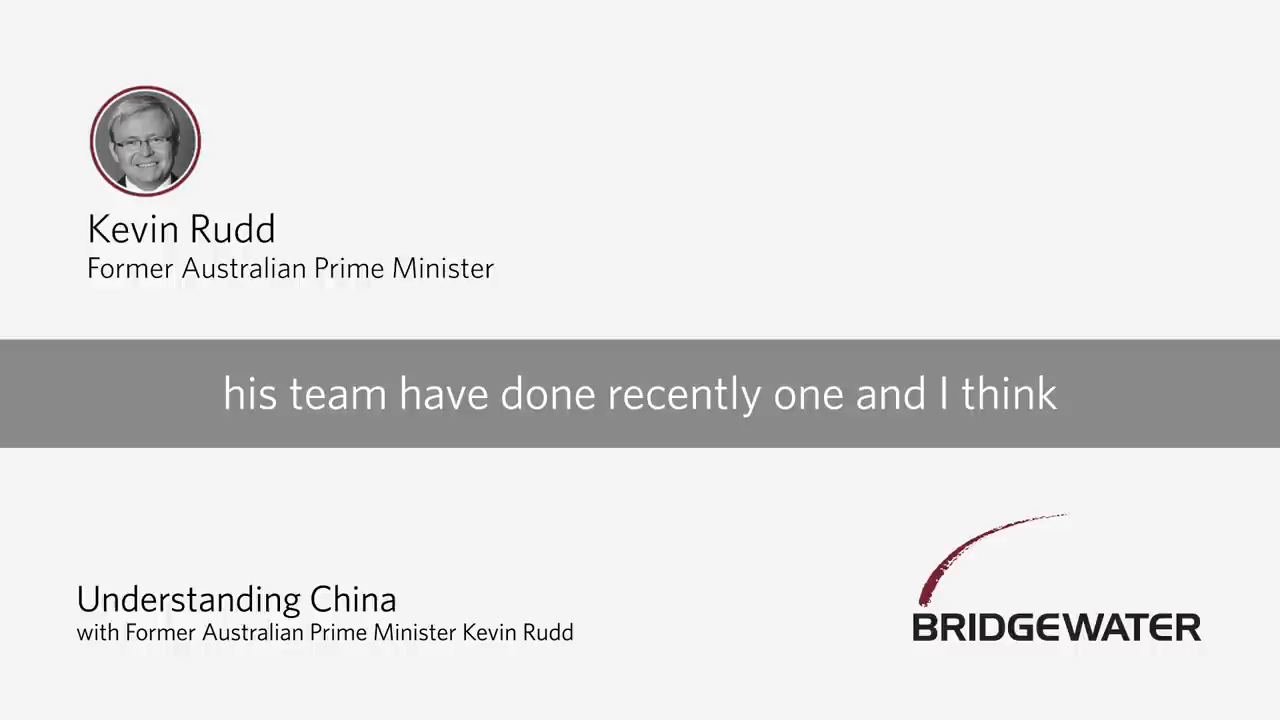 Kevin Rudd
Former Australian Prime Minister
his team have done recently one and I think
Understanding China
with Former Australian Prime Minister Kevin Rudd
BRIDGEWATER